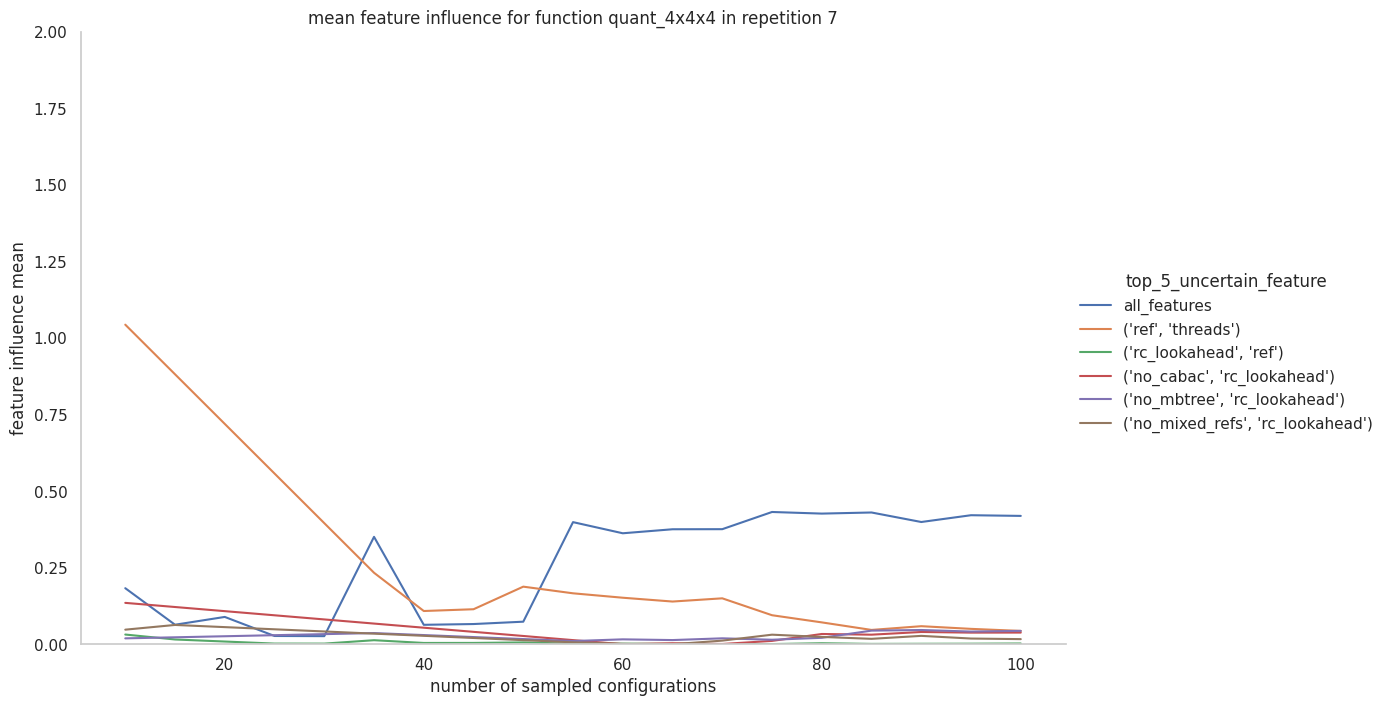 mean feature influence for function quant_4x4x4 in repetition 7
2.00
1.75
1.50
1.25
1.00
0.75
0.50
0.25
0.00
feature influence mean
20 40 60 80 100
number of sampled configurations
top_5_uncertain_feature
all_features
('ref', 'threads')
('rc_lookahead', 'ref')
('no_cabac', 'rc_lookahead')
('no_mbtree', 'rc_lookahead')
('no_mixed_refs', 'rc_lookahead')